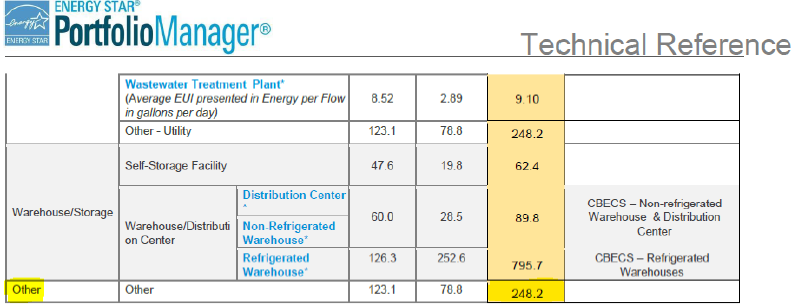 ENERGY STAR®
PortfolioManager®
ENERGY STAR
Technical Reference
Wastewater Treatment Plant*
(Average EUI presented in Energy per Flow
in gallons per day)
8.52 2.89 9.10
Other - Utility 123.1 78.8 248.2
Warehouse/Storage
Self-Storage Facility 47.6 19.8 62.4
Warehouse/Distributi
on Center
Distribution Center
^
Non-Refrigerated
Warehouse*
60.0 28.5 89.8
CBECS – Non-refrigerated
Warehouse & Distribution
Center
Refrigerated
Warehouse*
126.3 252.6 795.7
CBECS – Refrigerated
Warehouses
Other Other 123.1 78.8 248.2